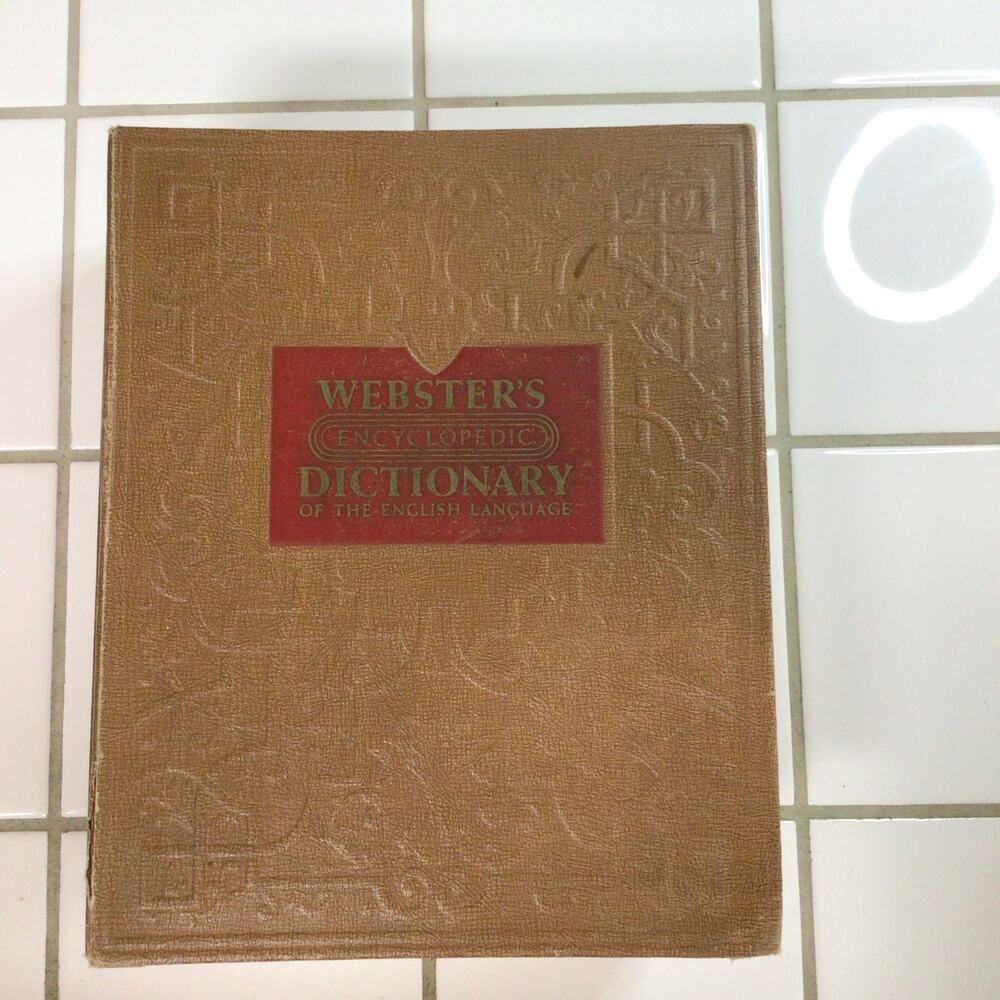 WEBSTER'S
ENCYCLOPEDIC
DICTIONARY
OF THE ENGLISH LANGUAGE